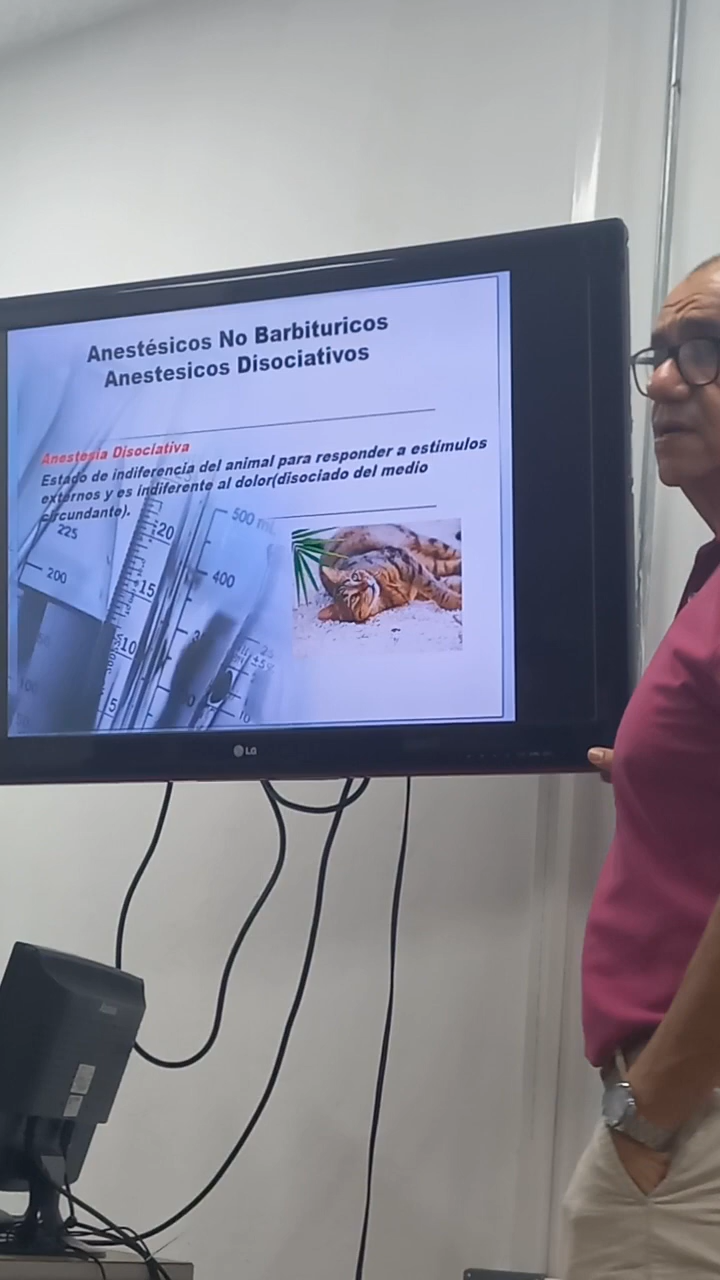 Anestésicos No Barbituricos
Anestesicos Disociativos
Anestesia Disociativa
Estado de indiferencia del animal para responder a estimulos
externos y es indiferente al dolor(disociado del medio
circundante).
225
200
20
15
10
5
500 ml
400
LG